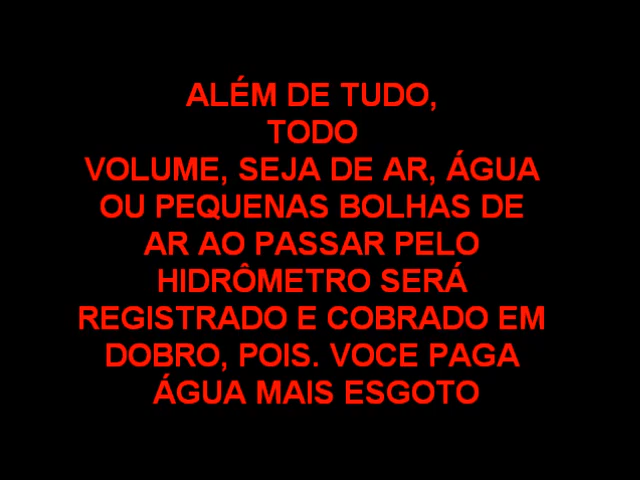 ALÉM DE TUDO,
TODO
VOLUME, SEJA DE AR, ÁGUA
OU PEQUENAS BOLHAS DE
AR AO PASSAR PELO
HIDRÔMETRO SERÁ
REGISTRADO E COBRADO EM
DOBRO, POIS. VOCE PAGA
ÁGUA MAIS ESGOTO